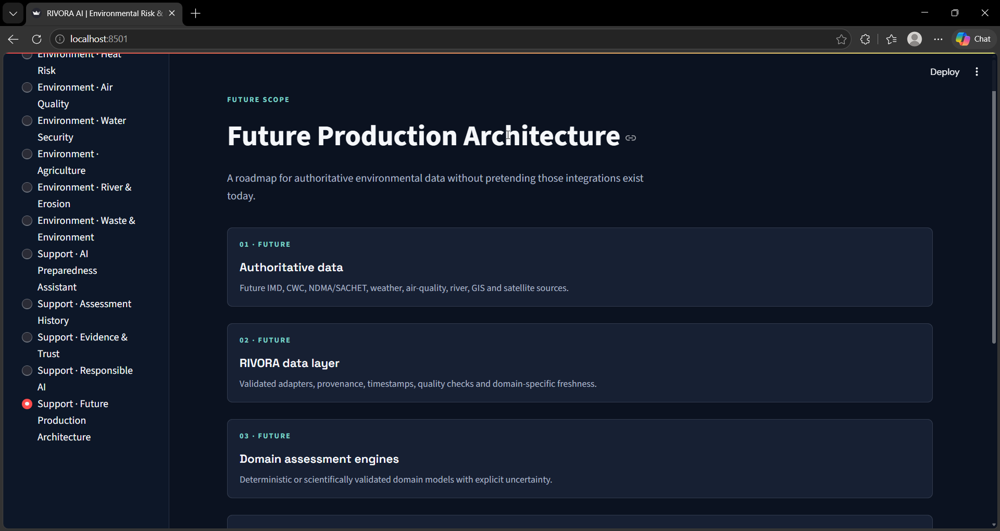 RIVORA AI | Environmental Risk &
localhost:8501
Chat
Environment · Heat
Risk
Environment · Air
Quality
Environment · Water
Security
Environment ·
Agriculture
Environment · River &
Erosion
Environment · Waste &
Environment
Support · AI
Preparedness
Assistant
Support · Assessment
History
Support · Evidence &
Trust
Support · Responsible
AI
Support · Future
Production
Architecture
Deploy
FUTURE SCOPE
Future Production Architecture
A roadmap for authoritative environmental data without pretending those integrations exist
today.
01 · FUTURE
Authoritative data
Future IMD, CWC, NDMA/SACHET, weather, air-quality, river, GIS and satellite sources.
02 · FUTURE
RIVORA data layer
Validated adapters, provenance, timestamps, quality checks and domain-specific freshness.
03 · FUTURE
Domain assessment engines
Deterministic or scientifically validated domain models with explicit uncertainty.